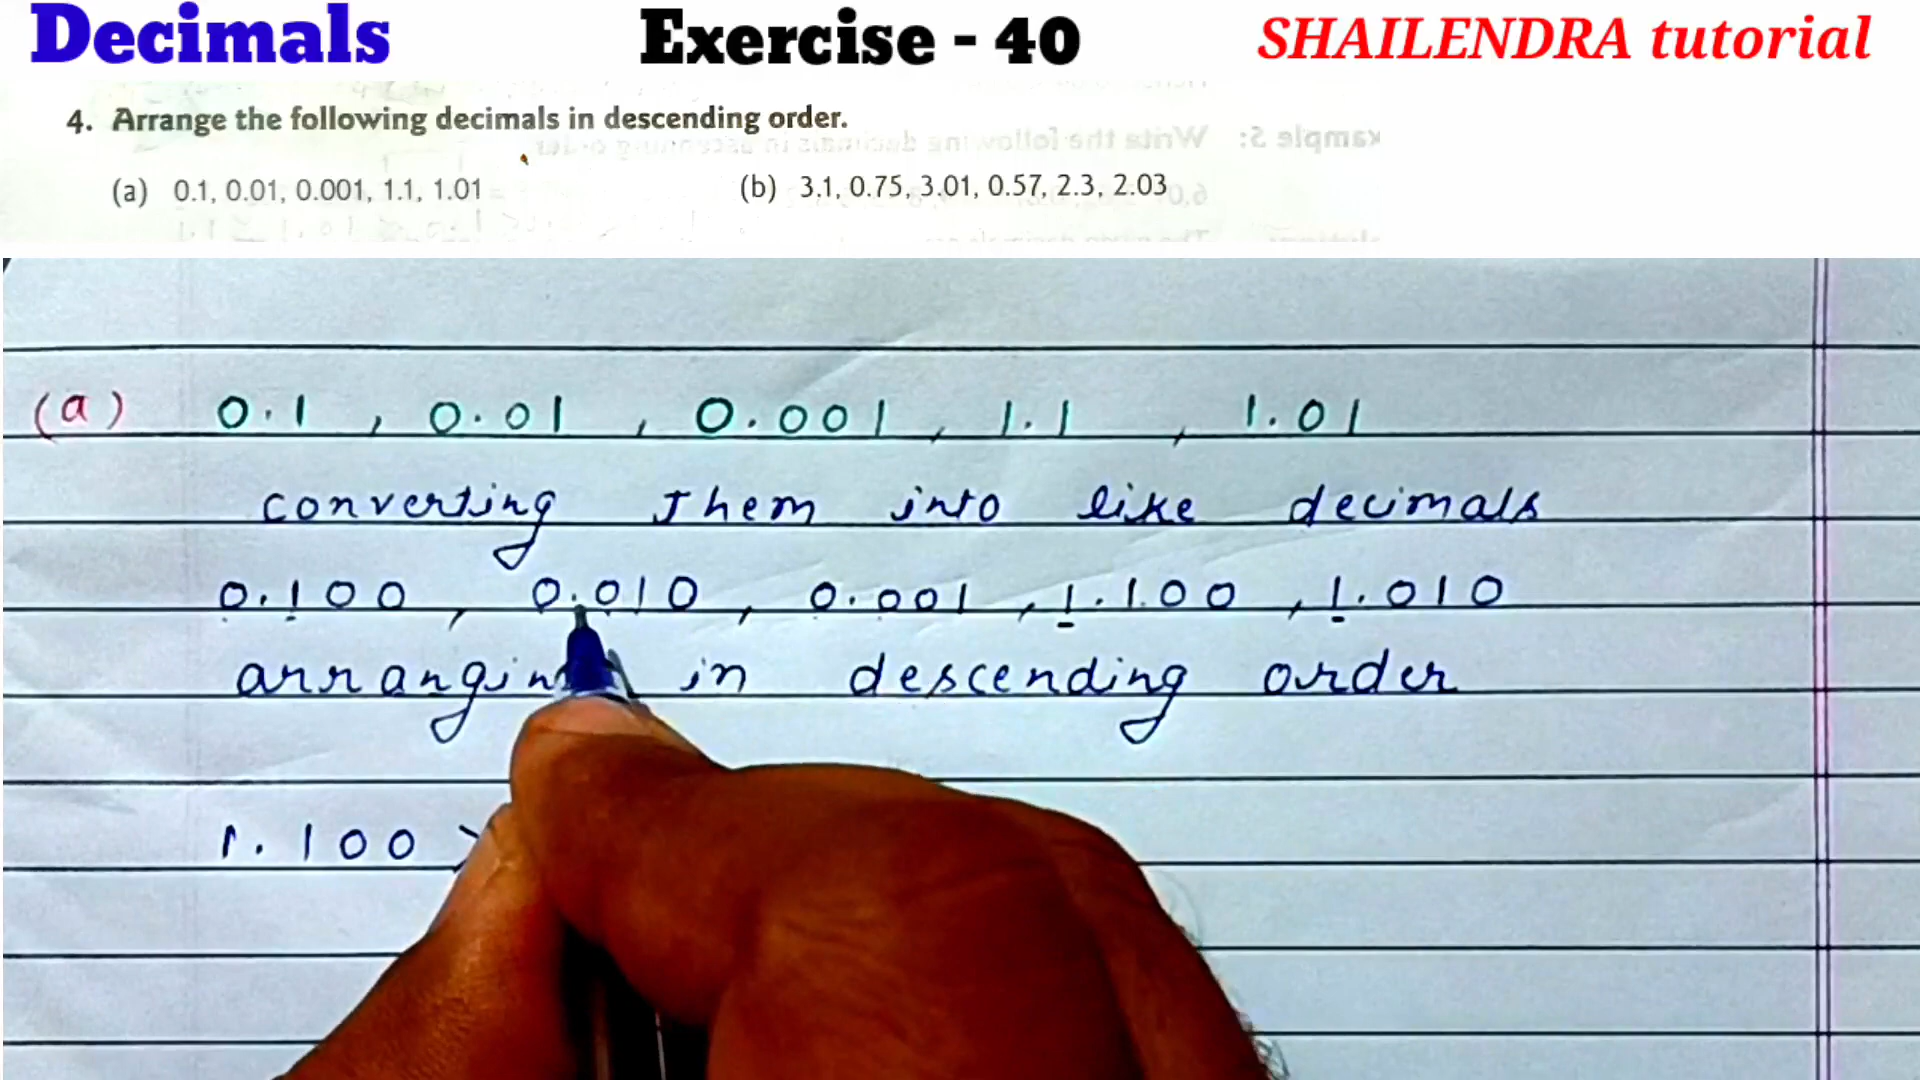 Decimals Exercise - 40 SHAILENDRA tutorial
4. Arrange the following decimals in descending order.
(a) 0.1, 0.01, 0.001, 1.1, 1.01 (b) 3.1, 0.75, 3.01, 0.57, 2.3, 2.03
(a) 0.1 , 0.01 , 0.001 , 1.1 , 1.01
converting them into like decimals
0.100 , 0.010 , 0.001 , 1.100 , 1.010
in descending order
1.100 >